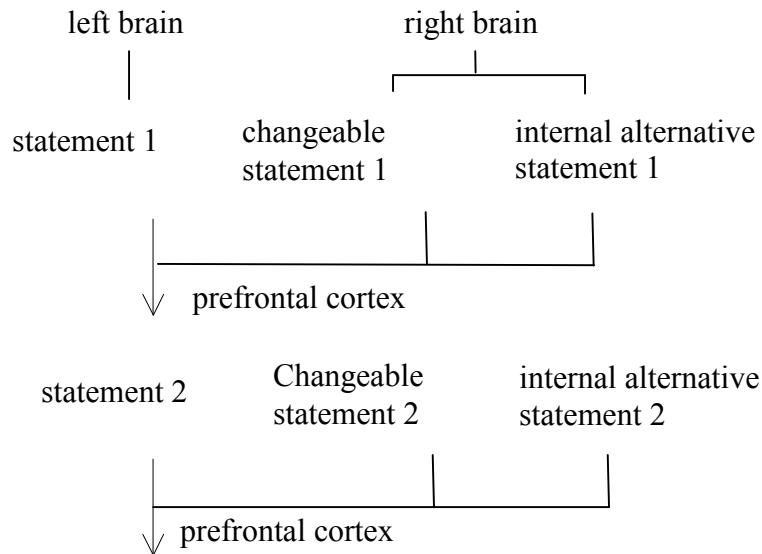 left brain
right brain
statement 1
changeable
statement 1
internal alternative
statement 1
prefrontal cortex
statement 2
Changeable
statement 2
internal alternative
statement 2
prefrontal cortex